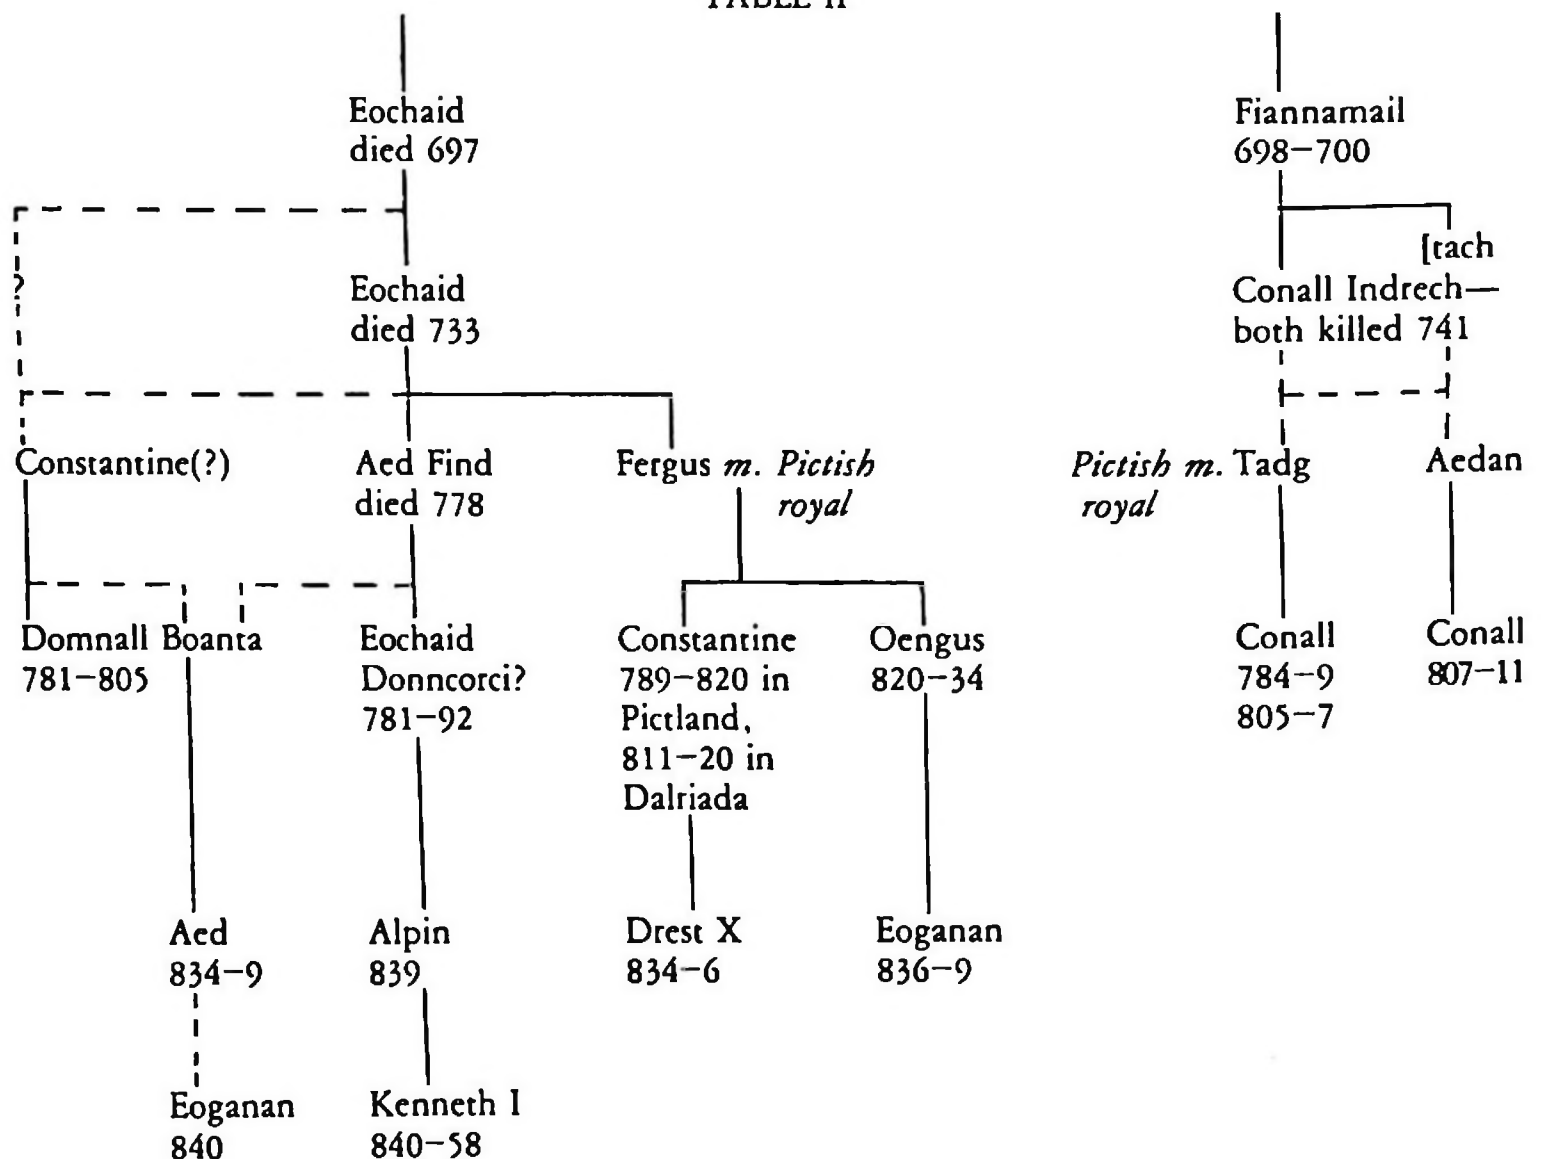 TABLE II
Eochaid
died 697
Fiannamail
698–700
?
Eochaid
died 733
[tach
Conall Indrech—
both killed 741
Constantine(?)
Aed Find
died 778
Fergus m. Pictish
royal
Pictish m. Tadg
royal
Aedan
Domnall Boanta
781–805
Eochaid
Donncorci?
781–92
Constantine
789–820 in
Pictland,
811–20 in
Dalriada
Oengus
820–34
Conall
784–9
805–7
Conall
807–11
Aed
834–9
Alpin
839
Drest X
834–6
Eoganan
836–9
Eoganan
840
Kenneth I
840–58